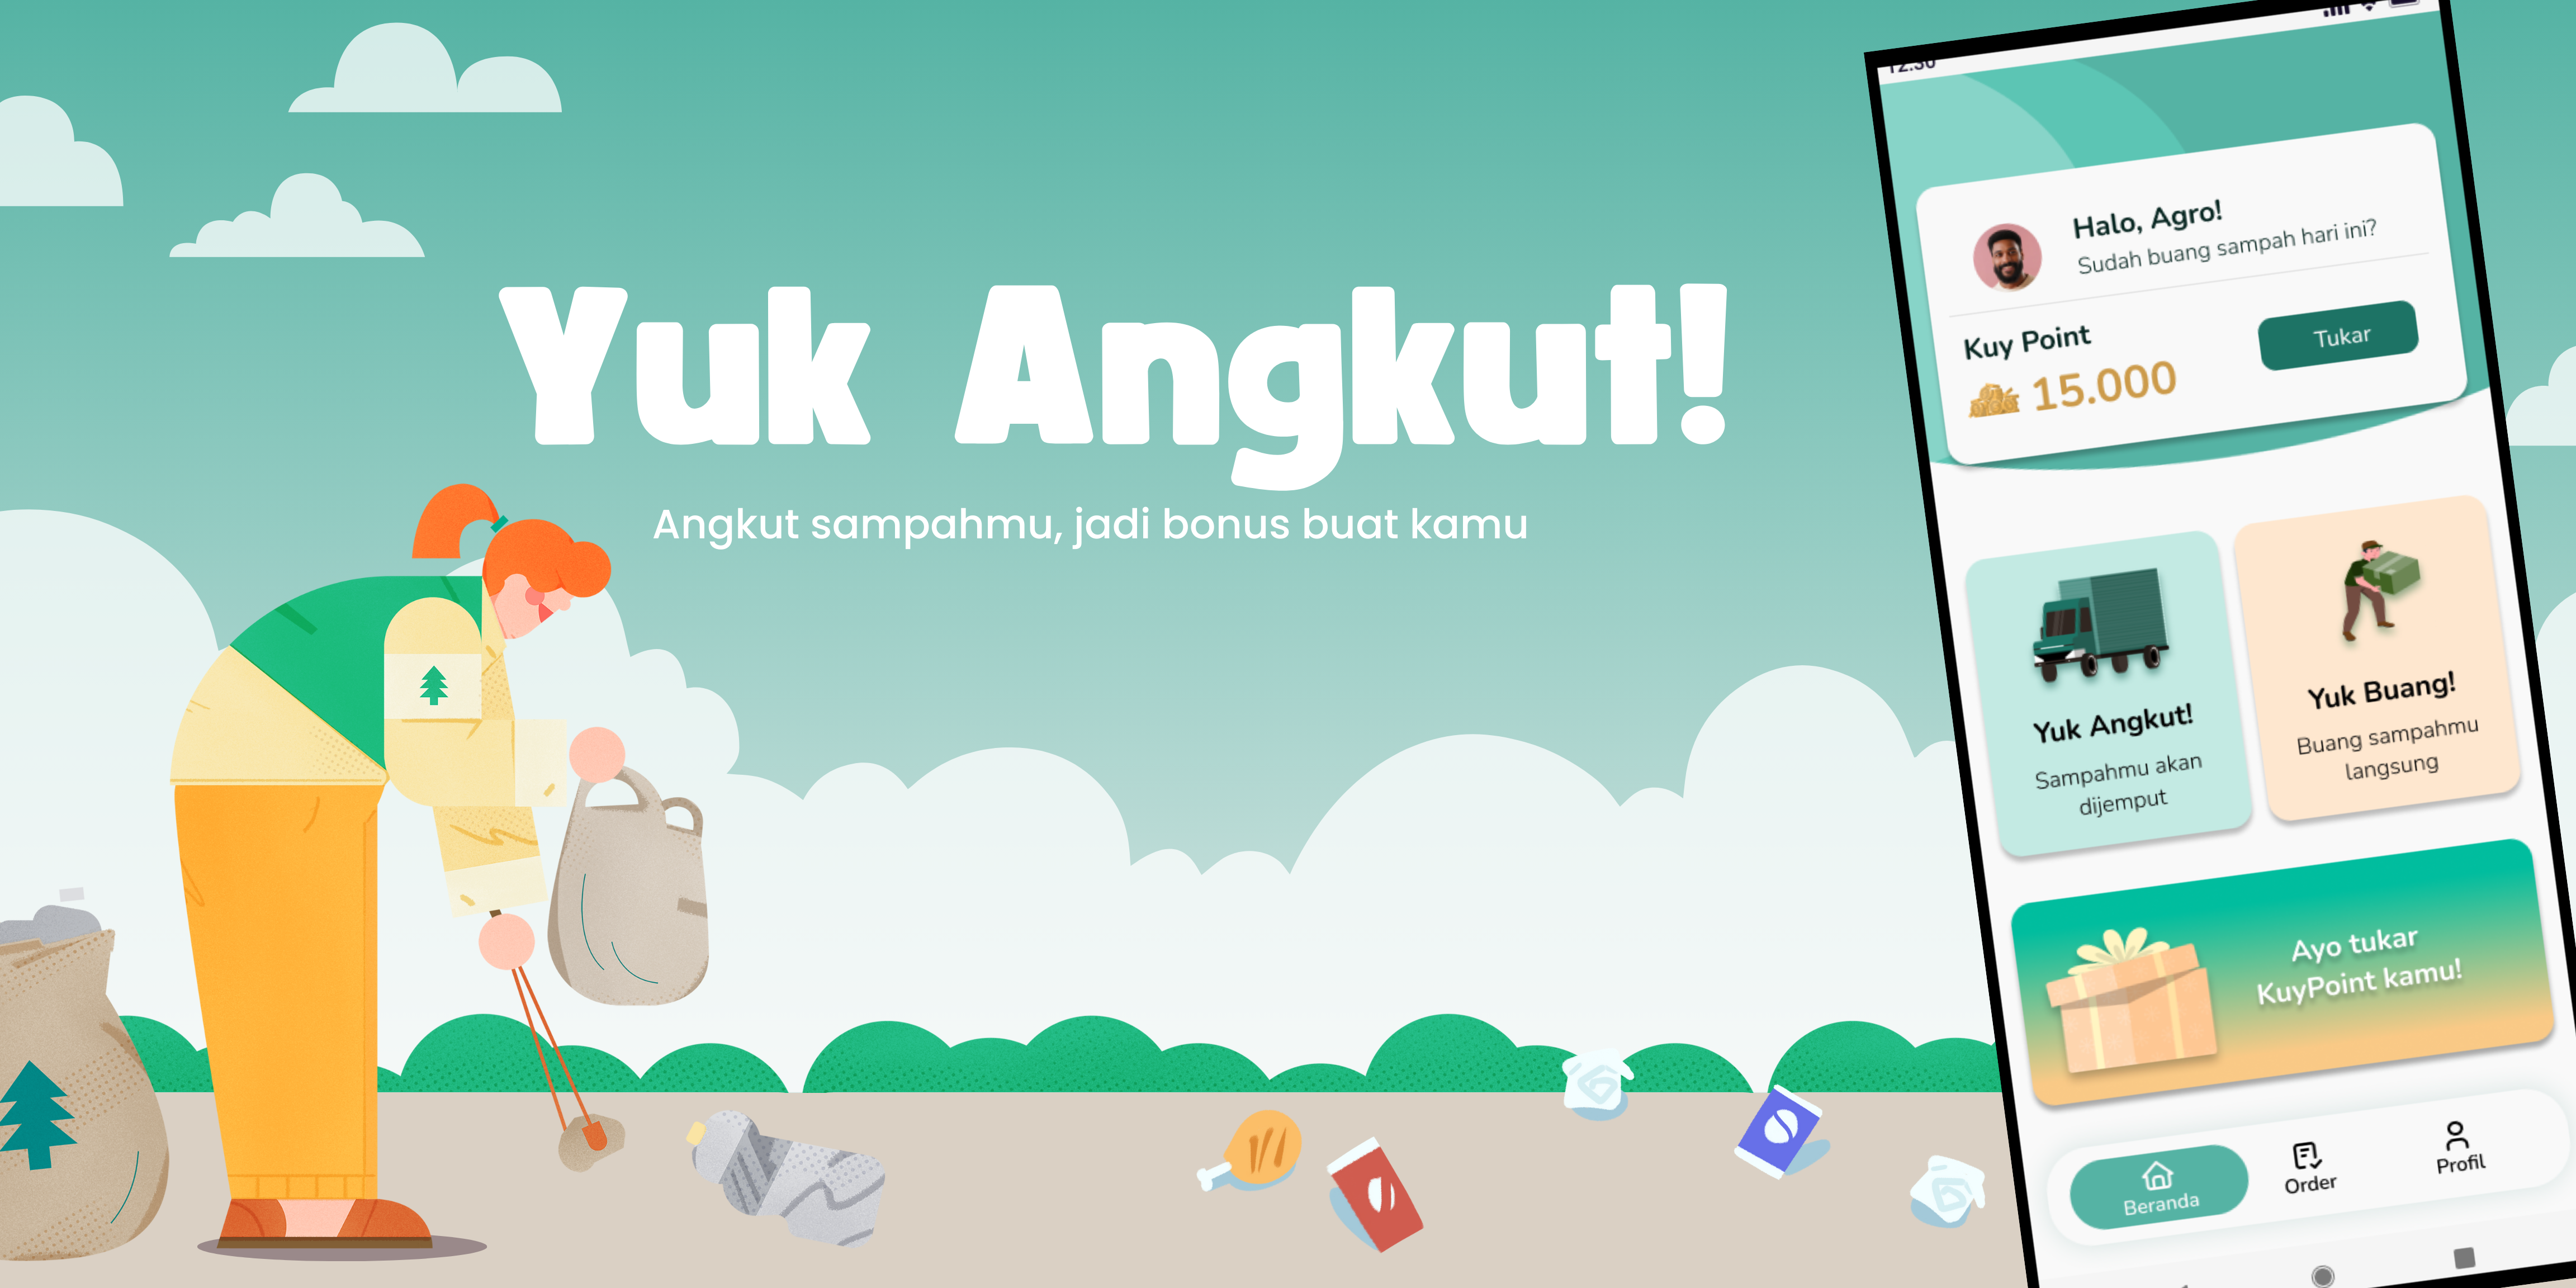 Yuk Angkut!
Angkut sampahmu, jadi bonus buat kamu
12:30
Halo, Agro!
Sudah buang sampah hari ini?
Kuy Point
15.000
Tukar
Yuk Angkut!
Sampahmu akan
dijemput
Yuk Buang!
Buang sampahmu
langsung
Ayo tukar
KuyPoint kamu!
Beranda
Order
Profil